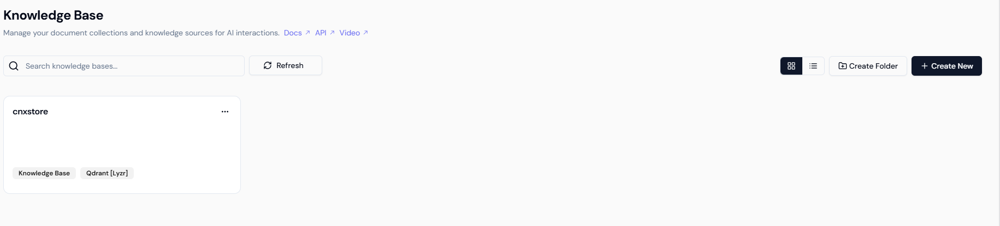 Knowledge Base
Manage your document collections and knowledge sources for AI interactions. Docs ↗ API ↗ Video ↗
Search knowledge bases...
Refresh
Create Folder
+ Create New
cnxstore
...
Knowledge Base
Qdrant [Lyzr]